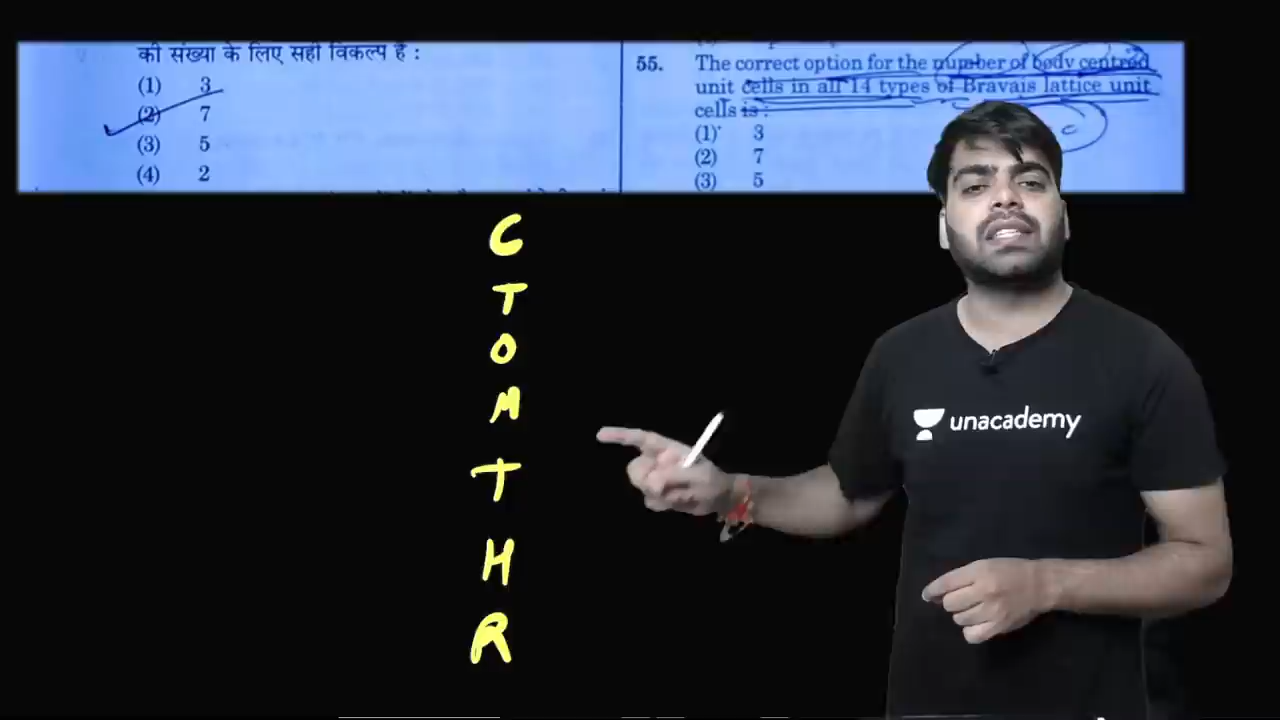 की संख्या के लिए सही विकल्प है :
(1) 3
(2) 7
(3) 5
(4) 2
55. The correct option for the number of body centred
unit cells in all 14 types of Bravais lattice unit
cells is :
(1) 3
(2) 7
(3) 5
C
T
O
M
T
H
R
unacademy